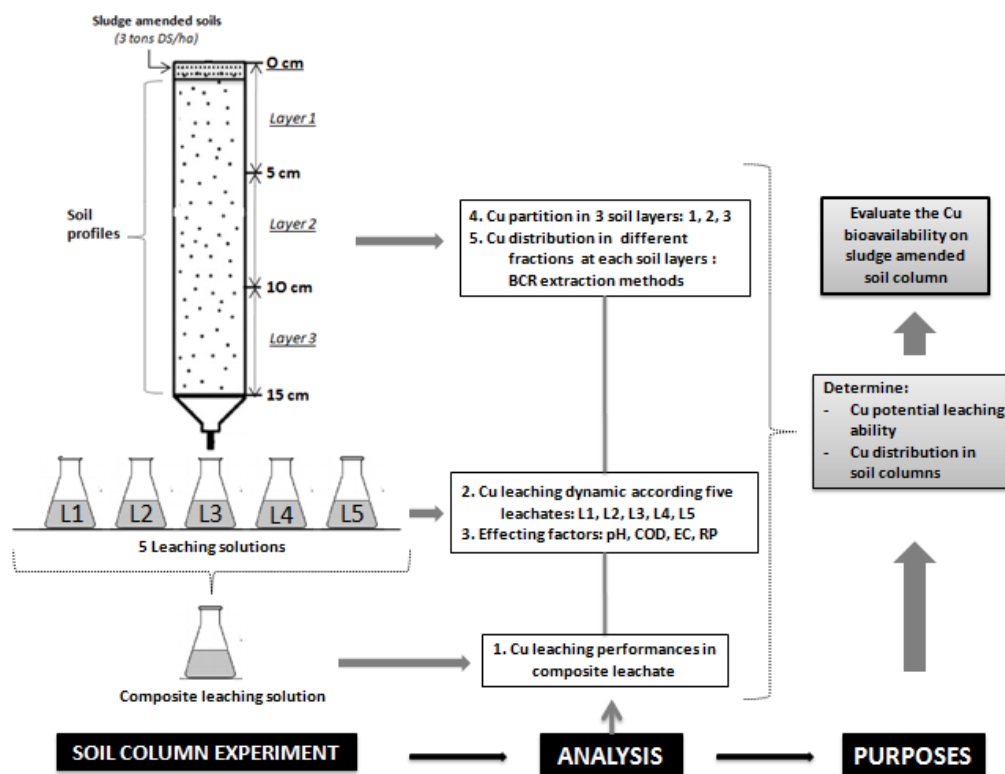 Sludge amended soils
(3 tons DS/ha)
0 cm
Layer 1
5 cm
Soil
profiles
Layer 2
10 cm
Layer 3
15 cm
L1 L2 L3 L4 L5
5 Leaching solutions
Composite leaching solution
4. Cu partition in 3 soil layers: 1, 2, 3
5. Cu distribution in different
fractions at each soil layers :
BCR extraction methods
2. Cu leaching dynamic according five
leachates: L1, L2, L3, L4, L5
3. Effecting factors: pH, COD, EC, RP
1. Cu leaching performances in
composite leachate
Evaluate the Cu
bioavailability on
sludge amended
soil column
Determine:
- Cu potential leaching
ability
- Cu distribution in
soil columns
SOIL COLUMN EXPERIMENT
ANALYSIS
PURPOSES